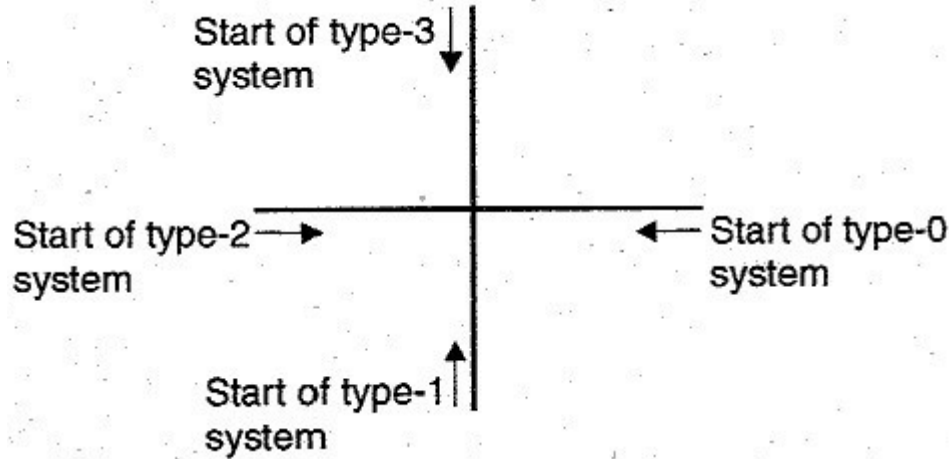 Start of type-3
system
Start of type-2
system
Start of type-0
system
Start of type-1
system